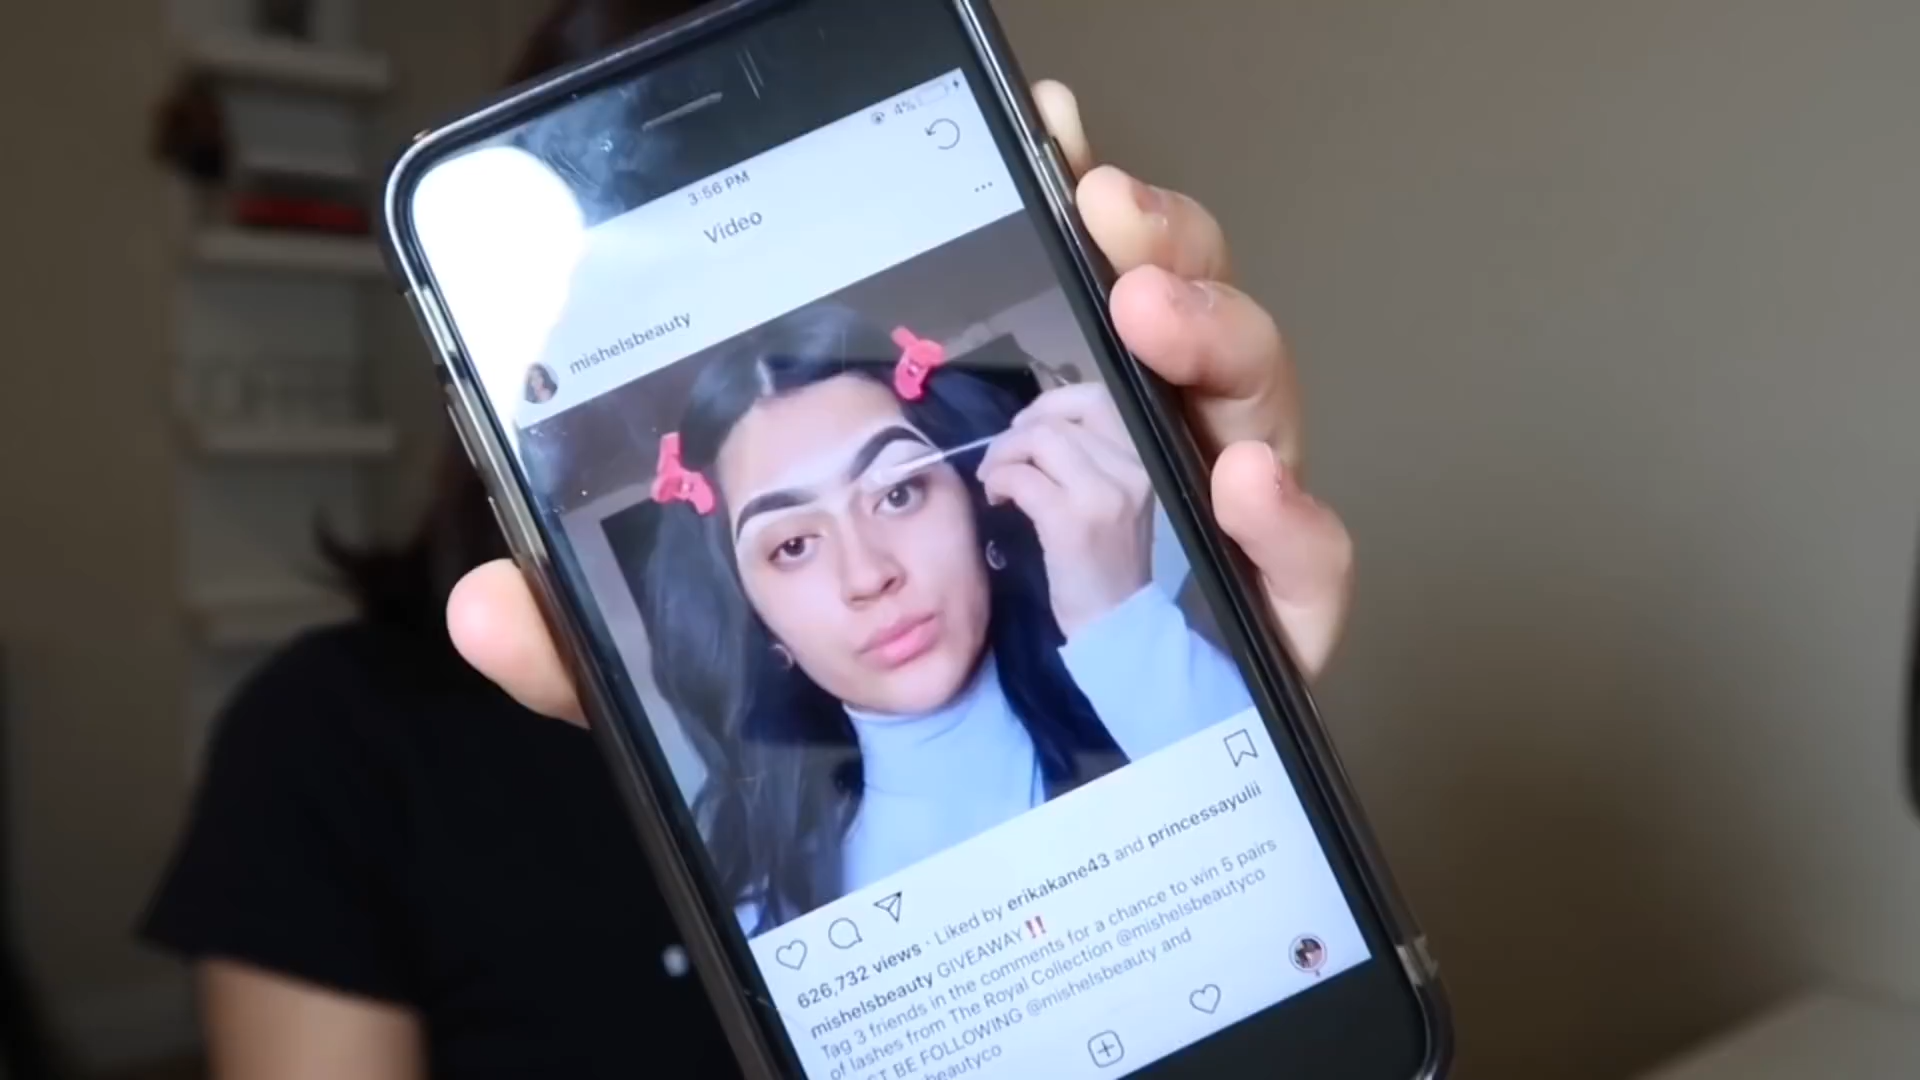 4%
3:56 PM
Video
mishelsbeauty
626,732 views · Liked by erikakane43 and princessayulii
mishelsbeauty GIVEAWAY‼️
Tag 3 friends in the comments for a chance to win 5 pairs
of lashes from The Royal Collection @mishelsbeautyco
BE FOLLOWING @mishelsbeauty and